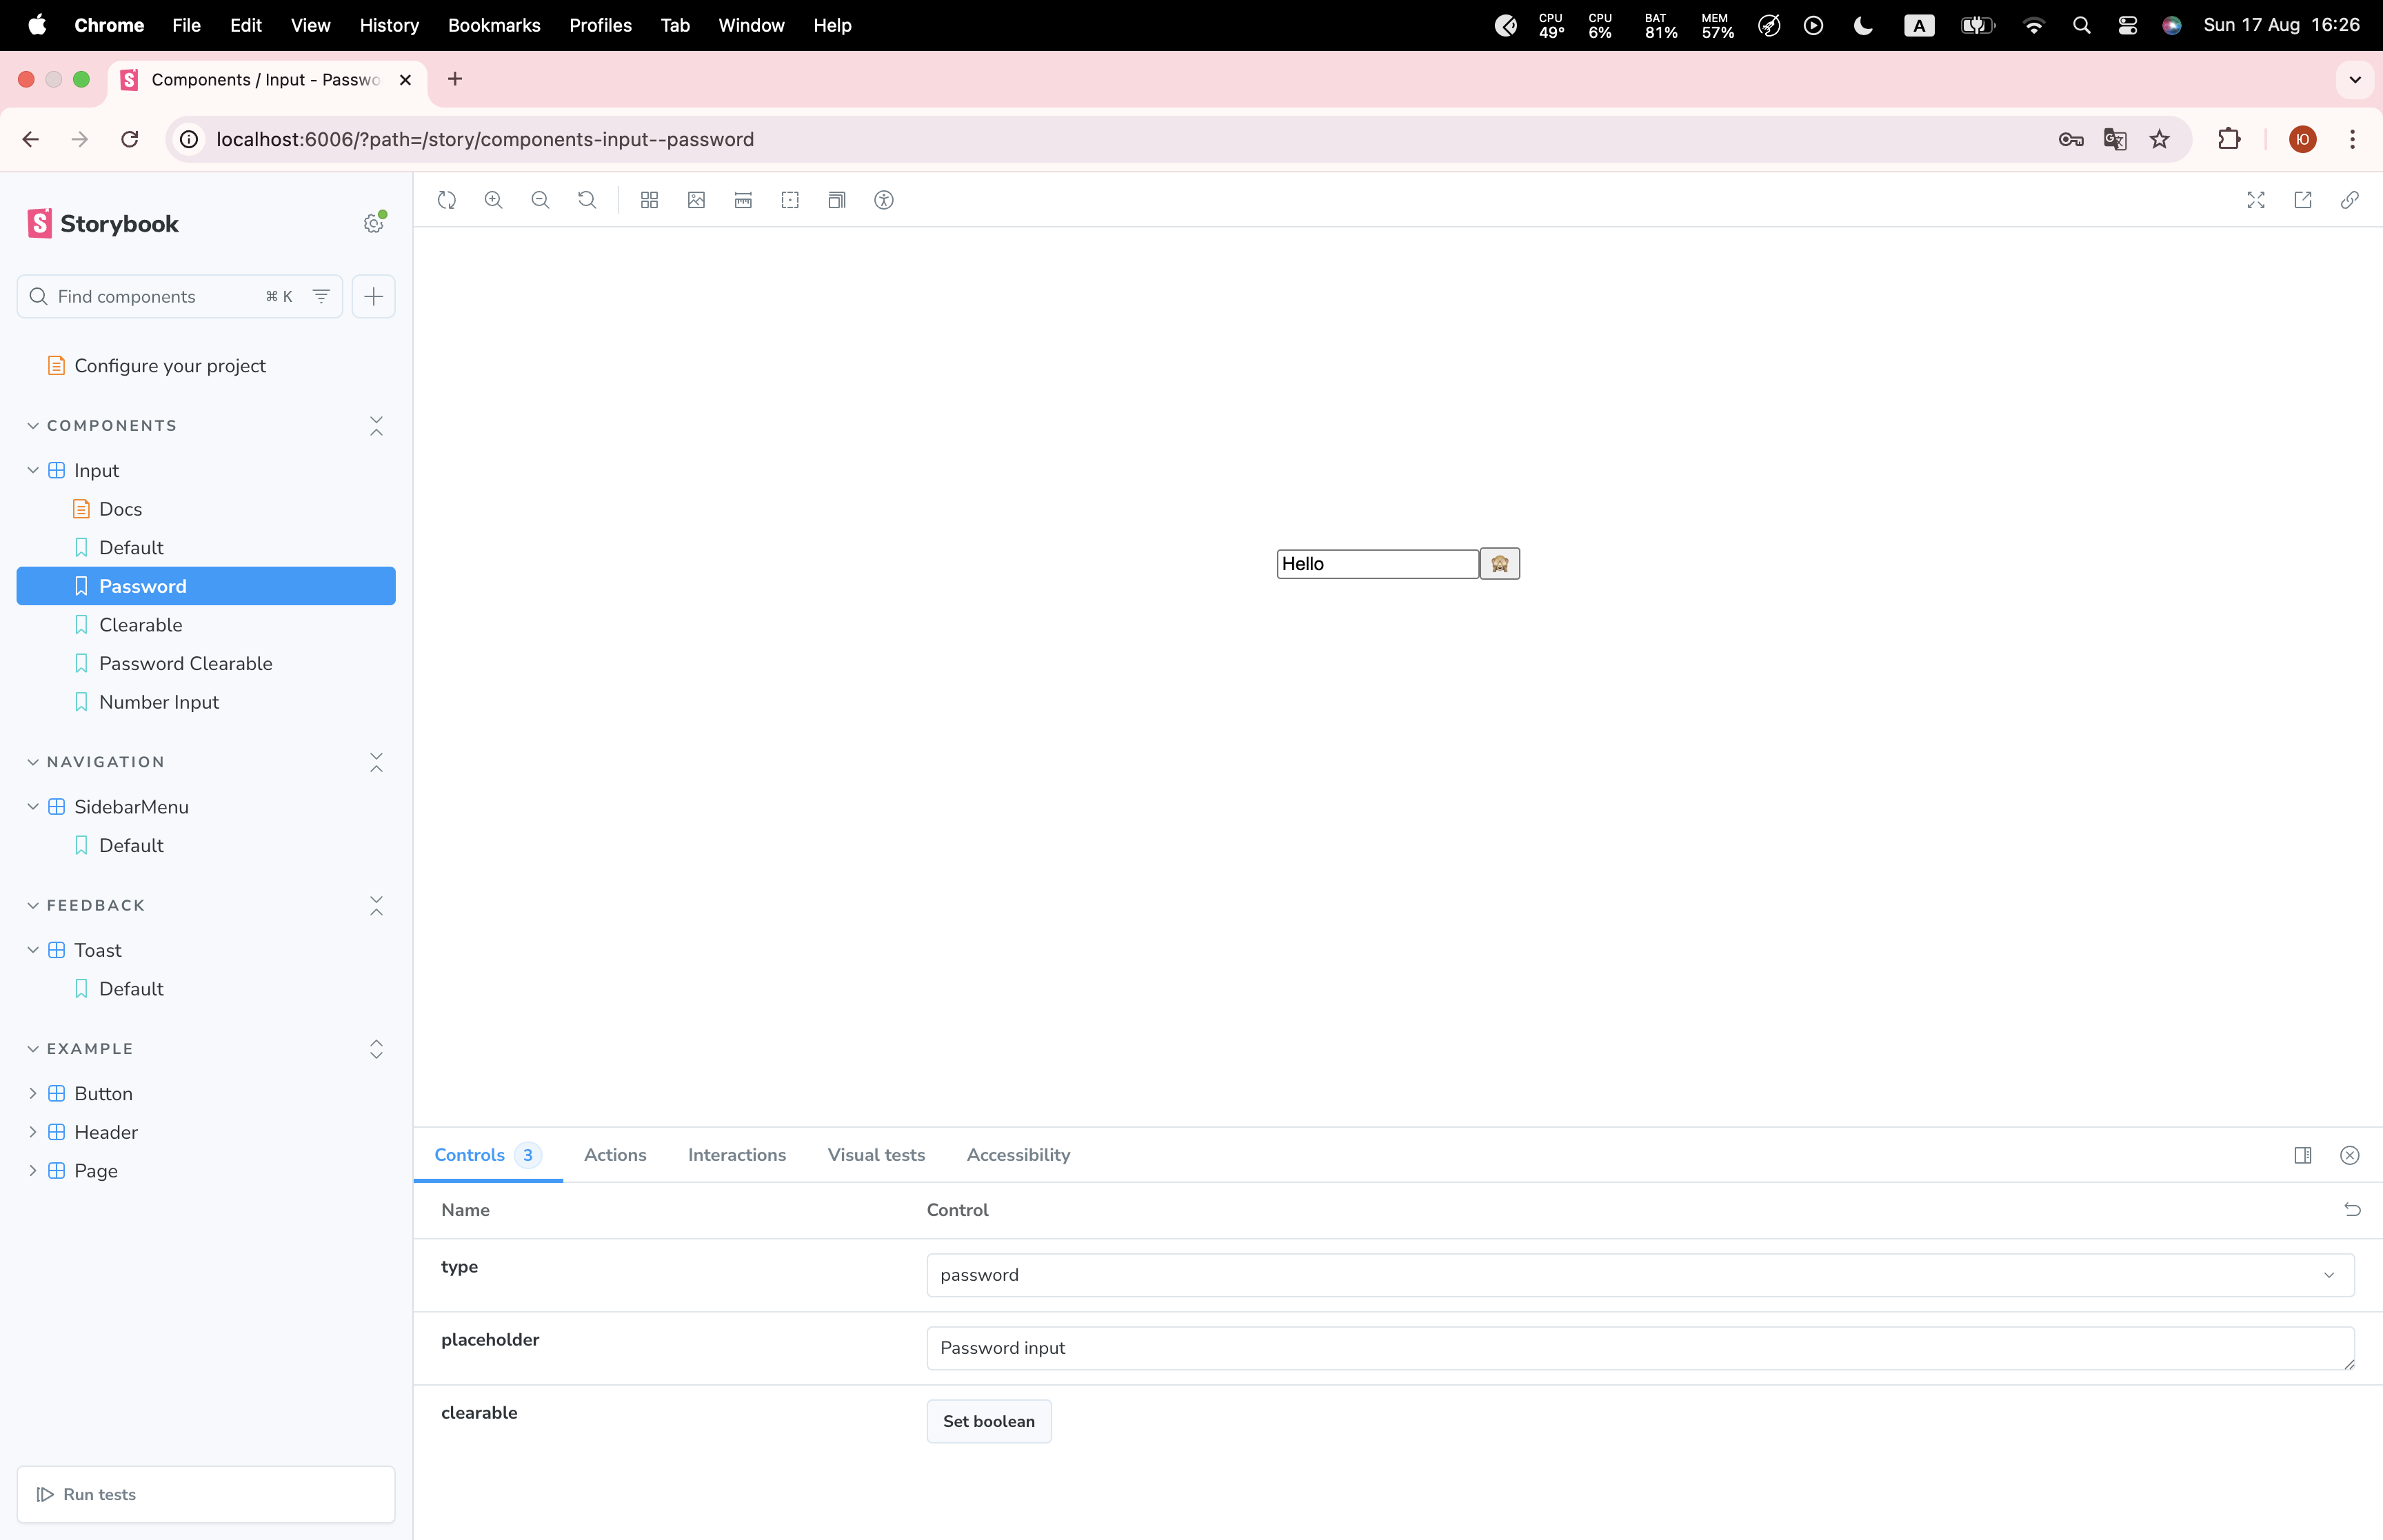 Chrome File Edit View History Bookmarks Profiles Tab Window Help
CPU 49° CPU 6% BAT 81% MEM 57% A Sun 17 Aug 16:26
Components / Input - Passwo
localhost:6006/?path=/story/components-input--password
Ю
Storybook
Find components ⌘ K
Configure your project
COMPONENTS
Input
Docs
Default
Password
Clearable
Password Clearable
Number Input
NAVIGATION
SidebarMenu
Default
FEEDBACK
Toast
Default
EXAMPLE
Button
Header
Page
Run tests
Hello
Controls 3 Actions Interactions Visual tests Accessibility
Name Control
type password
placeholder Password input
clearable Set boolean